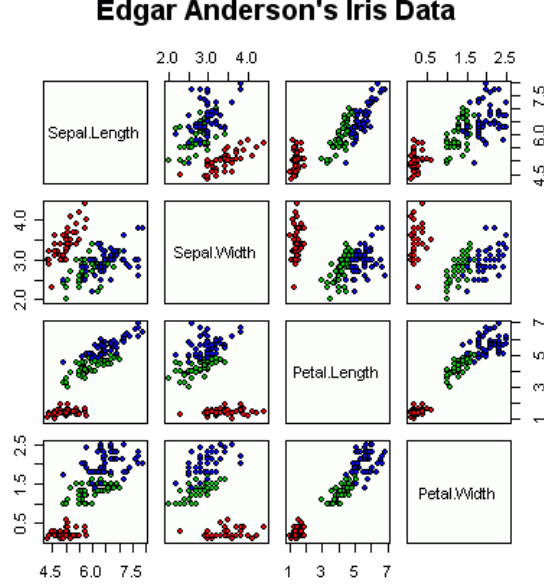 Edgar Anderson's Iris Data
2.0 3.0 4.0
0.5 1.5 2.5
Sepal.Length
4.5 6.0 7.5
2.0 3.0 4.0
Sepal.Width
Petal.Length
1 3 5 7
0.5 1.5 2.5
Petal.Width
4.5 6.0 7.5
1 3 5 7